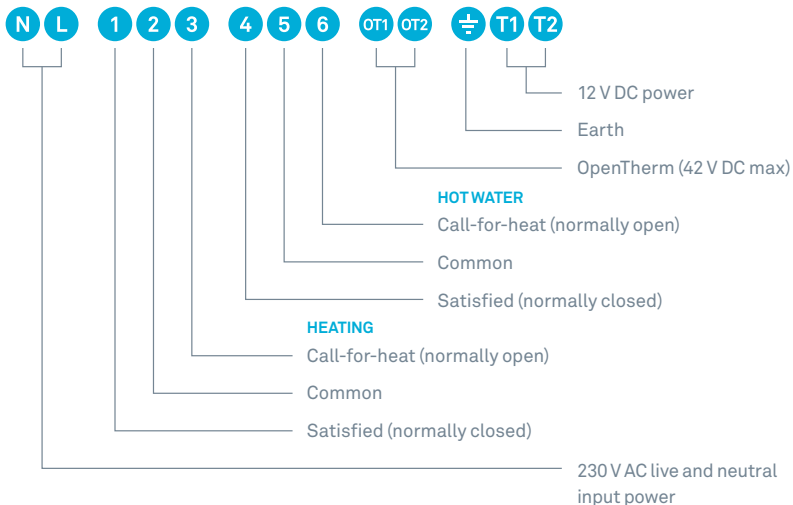 N L 1 2 3 4 5 6 OT1 OT2 T1 T2
12 V DC power
Earth
OpenTherm (42 V DC max)
HOT WATER
Call-for-heat (normally open)
Common
Satisfied (normally closed)
HEATING
Call-for-heat (normally open)
Common
Satisfied (normally closed)
230 V AC live and neutral
input power